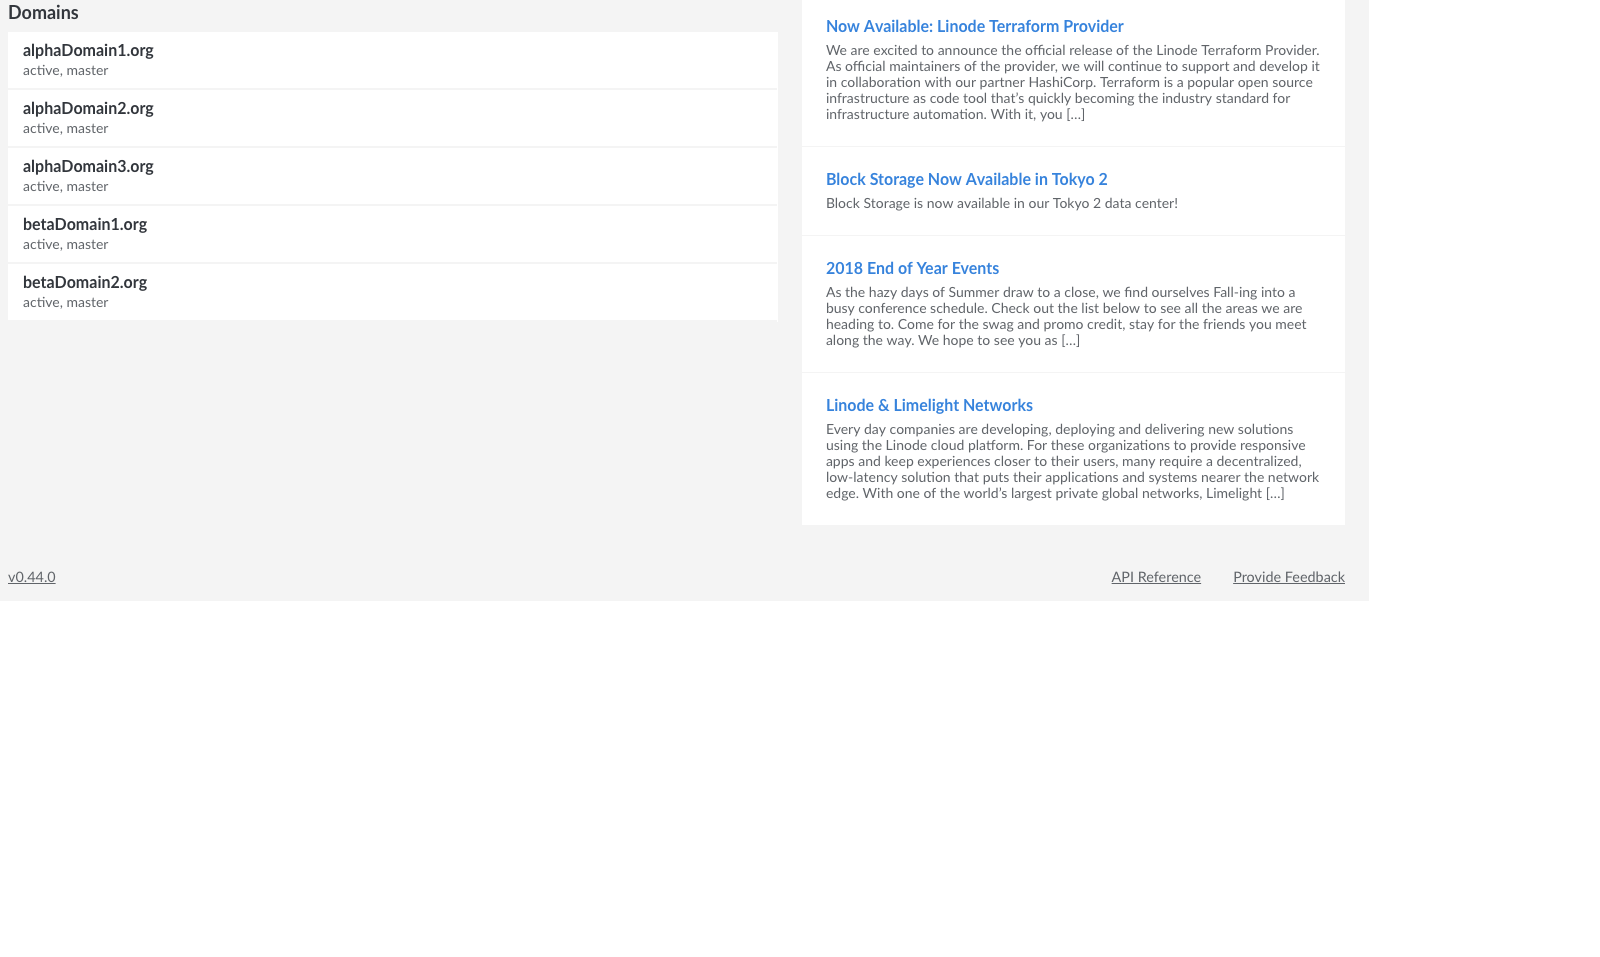 Domains
alphaDomain1.org
active, master
alphaDomain2.org
active, master
alphaDomain3.org
active, master
betaDomain1.org
active, master
betaDomain2.org
active, master
Now Available: Linode Terraform Provider
We are excited to announce the official release of the Linode Terraform Provider.
As official maintainers of the provider, we will continue to support and develop it
in collaboration with our partner HashiCorp. Terraform is a popular open source
infrastructure as code tool that’s quickly becoming the industry standard for
infrastructure automation. With it, you [...]
Block Storage Now Available in Tokyo 2
Block Storage is now available in our Tokyo 2 data center!
2018 End of Year Events
As the hazy days of Summer draw to a close, we find ourselves Fall-ing into a
busy conference schedule. Check out the list below to see all the areas we are
heading to. Come for the swag and promo credit, stay for the friends you meet
along the way. We hope to see you as [...]
Linode & Limelight Networks
Every day companies are developing, deploying and delivering new solutions
using the Linode cloud platform. For these organizations to provide responsive
apps and keep experiences closer to their users, many require a decentralized,
low-latency solution that puts their applications and systems nearer the network
edge. With one of the world’s largest private global networks, Limelight [...]
v0.44.0
API Reference
Provide Feedback